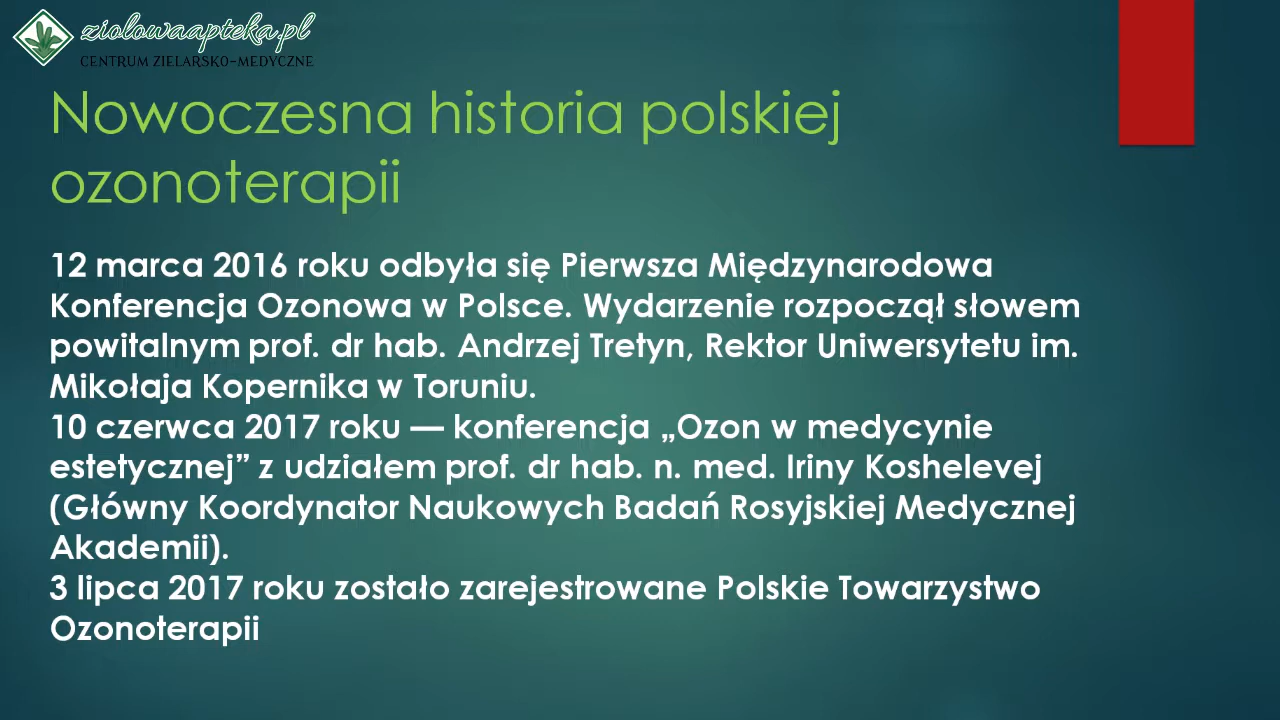 ziolowaapteka.pl
CENTRUM ZIELARSKO-MEDYCZNE
Nowoczesna historia polskiej
ozonoterapii
12 marca 2016 roku odbyła się Pierwsza Międzynarodowa
Konferencja Ozonowa w Polsce. Wydarzenie rozpoczął słowem
powitalnym prof. dr hab. Andrzej Tretyn, Rektor Uniwersytetu im.
Mikołaja Kopernika w Toruniu.
10 czerwca 2017 roku — konferencja „Ozon w medycynie
estetycznej” z udziałem prof. dr hab. n. med. Iriny Koshelevej
(Główny Koordynator Naukowych Badań Rosyjskiej Medycznej
Akademii).
3 lipca 2017 roku zostało zarejestrowane Polskie Towarzystwo
Ozonoterapii